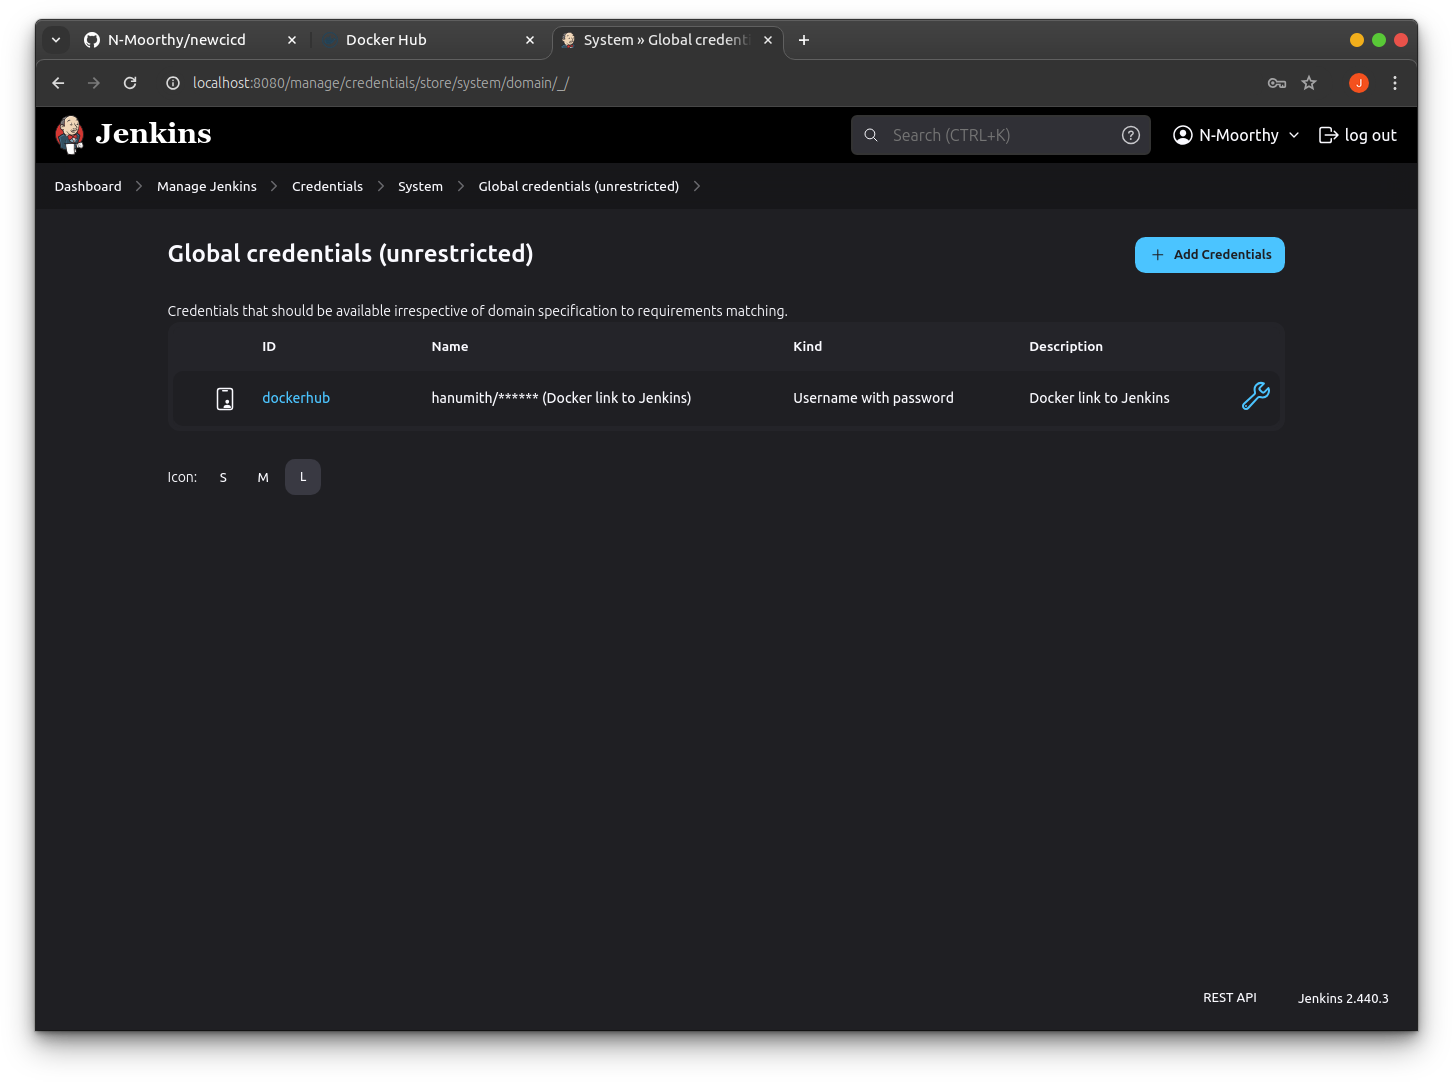 N-Moorthy/newcicd
Docker Hub
System » Global credenti
localhost:8080/manage/credentials/store/system/domain/_/
J
Jenkins
Search (CTRL+K)
N-Moorthy
log out
Dashboard
Manage Jenkins
Credentials
System
Global credentials (unrestricted)
Global credentials (unrestricted)
Add Credentials
Credentials that should be available irrespective of domain specification to requirements matching.
ID Name Kind Description
dockerhub hanumith/****** (Docker link to Jenkins) Username with password Docker link to Jenkins
Icon: S M L
REST API Jenkins 2.440.3